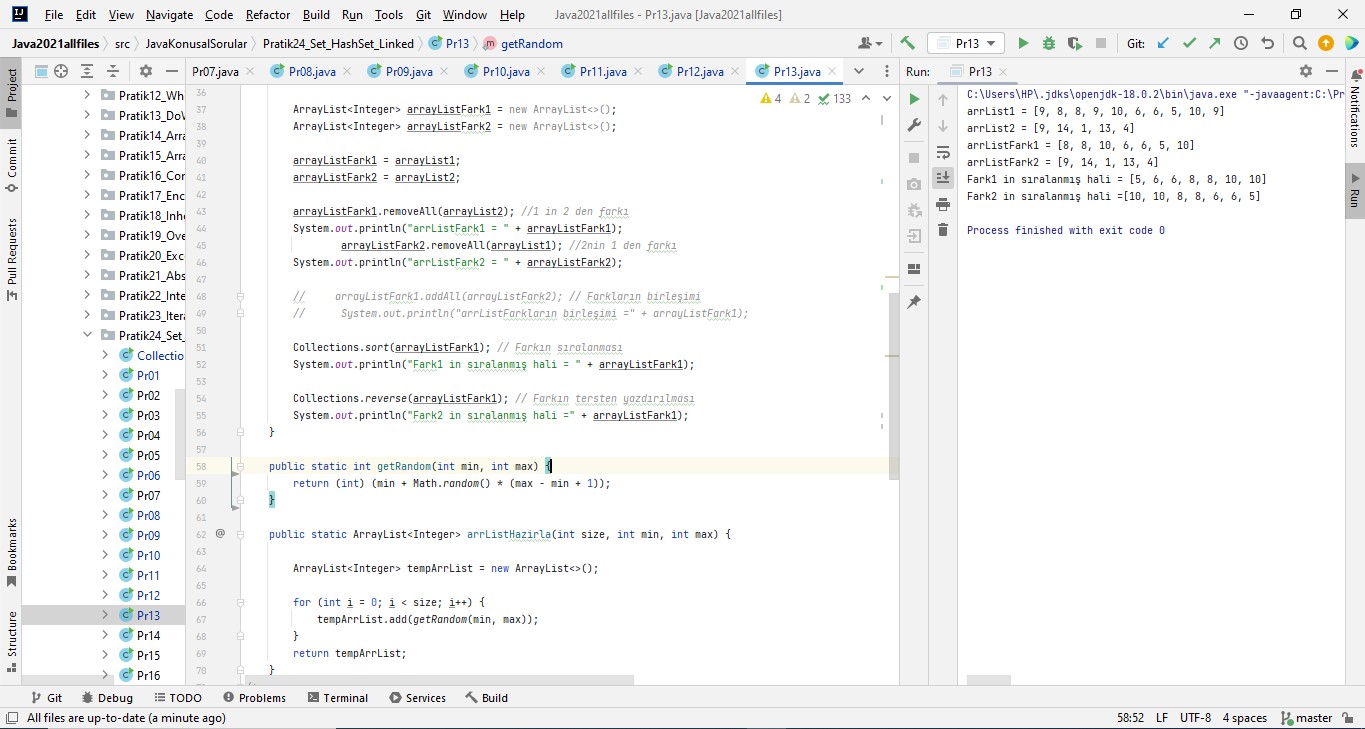 File Edit View Navigate Code Refactor Build Run Tools Git Window Help Java2021allfiles - Pr13.java [Java2021allfiles]
Java2021allfiles src JavaKonusalSorular Pratik24_Set_HashSet_Linked Pr13 getRandom Pr13 Git:
Project
Commit
Pull Requests
Bookmarks
Structure
Pratik12_Wh
Pratik13_DoW
Pratik14_Arra
Pratik15_Arra
Pratik16_Cor
Pratik17_Enc
Pratik18_Inhe
Pratik19_Ove
Pratik20_Exc
Pratik21_Abs
Pratik22_Inte
Pratik23_Itera
Pratik24_Set_
Collectio
Pr01
Pr02
Pr03
Pr04
Pr05
Pr06
Pr07
Pr08
Pr09
Pr10
Pr11
Pr12
Pr13
Pr14
Pr15
Pr16
Pr07.java Pr08.java Pr09.java Pr10.java Pr11.java Pr12.java Pr13.java
4 2 133
36
37 ArrayList<Integer> arrayListFark1 = new ArrayList<>();
38 ArrayList<Integer> arrayListFark2 = new ArrayList<>();
39
40 arrayListFark1 = arrayList1;
41 arrayListFark2 = arrayList2;
42
43 arrayListFark1.removeAll(arrayList2); //1 in 2 den farkı
44 System.out.println("arrListFark1 = " + arrayListFark1);
45 arrayListFark2.removeAll(arrayList1); //2nin 1 den farkı
46 System.out.println("arrListFark2 = " + arrayListFark2);
47
48 // arrayListFark1.addAll(arrayListFark2); // Farkların birleşimi
49 // System.out.println("arrListFarkların birleşimi =" + arrayListFark1);
50
51 Collections.sort(arrayListFark1); // Farkın sıralanması
52 System.out.println("Fark1 in sıralanmış hali = " + arrayListFark1);
53
54 Collections.reverse(arrayListFark1); // Farkın tersten yazdırılması
55 System.out.println("Fark2 in sıralanmış hali =" + arrayListFark1);
56 }
57
58 public static int getRandom(int min, int max) {
59 return (int) (min + Math.random() * (max - min + 1));
60 }
61
62 @ public static ArrayList<Integer> arrListHazirla(int size, int min, int max) {
63
64 ArrayList<Integer> tempArrList = new ArrayList<>();
65
66 for (int i = 0; i < size; i++) {
67 tempArrList.add(getRandom(min, max));
68 }
69 return tempArrList;
70 }
Run: Pr13
C:\Users\HP\.jdks\openjdk-18.0.2\bin\java.exe "-javaagent:C:\Pr
arrList1 = [9, 8, 8, 9, 10, 6, 6, 5, 10, 9]
arrList2 = [9, 14, 1, 13, 4]
arrListFark1 = [8, 8, 10, 6, 6, 5, 10]
arrListFark2 = [9, 14, 1, 13, 4]
Fark1 in sıralanmış hali = [5, 6, 6, 8, 8, 10, 10]
Fark2 in sıralanmış hali =[10, 10, 8, 8, 6, 6, 5]
Process finished with exit code 0
Notifications
Run
Git Debug TODO Problems Terminal Services Build
All files are up-to-date (a minute ago) 58:52 LF UTF-8 4 spaces master